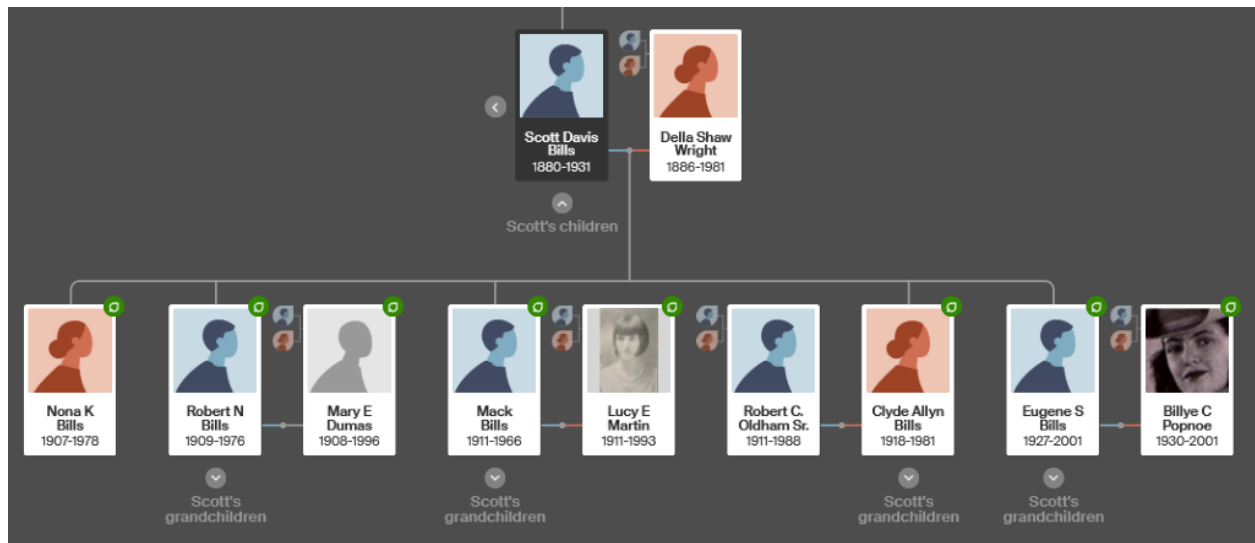 Scott Davis
Bills
1880-1931
Della Shaw
Wright
1886-1981
Scott's children
Nona K
Bills
1907-1978
Robert N
Bills
1909-1976
Mary E
Dumas
1908-1996
Mack
Bills
1911-1966
Lucy E
Martin
1911-1993
Robert C.
Oldham Sr.
1911-1988
Clyde Allyn
Bills
1918-1981
Eugene S
Bills
1927-2001
Billye C
Popnoe
1930-2001
Scott's
grandchildren
Scott's
grandchildren
Scott's
grandchildren
Scott's
grandchildren